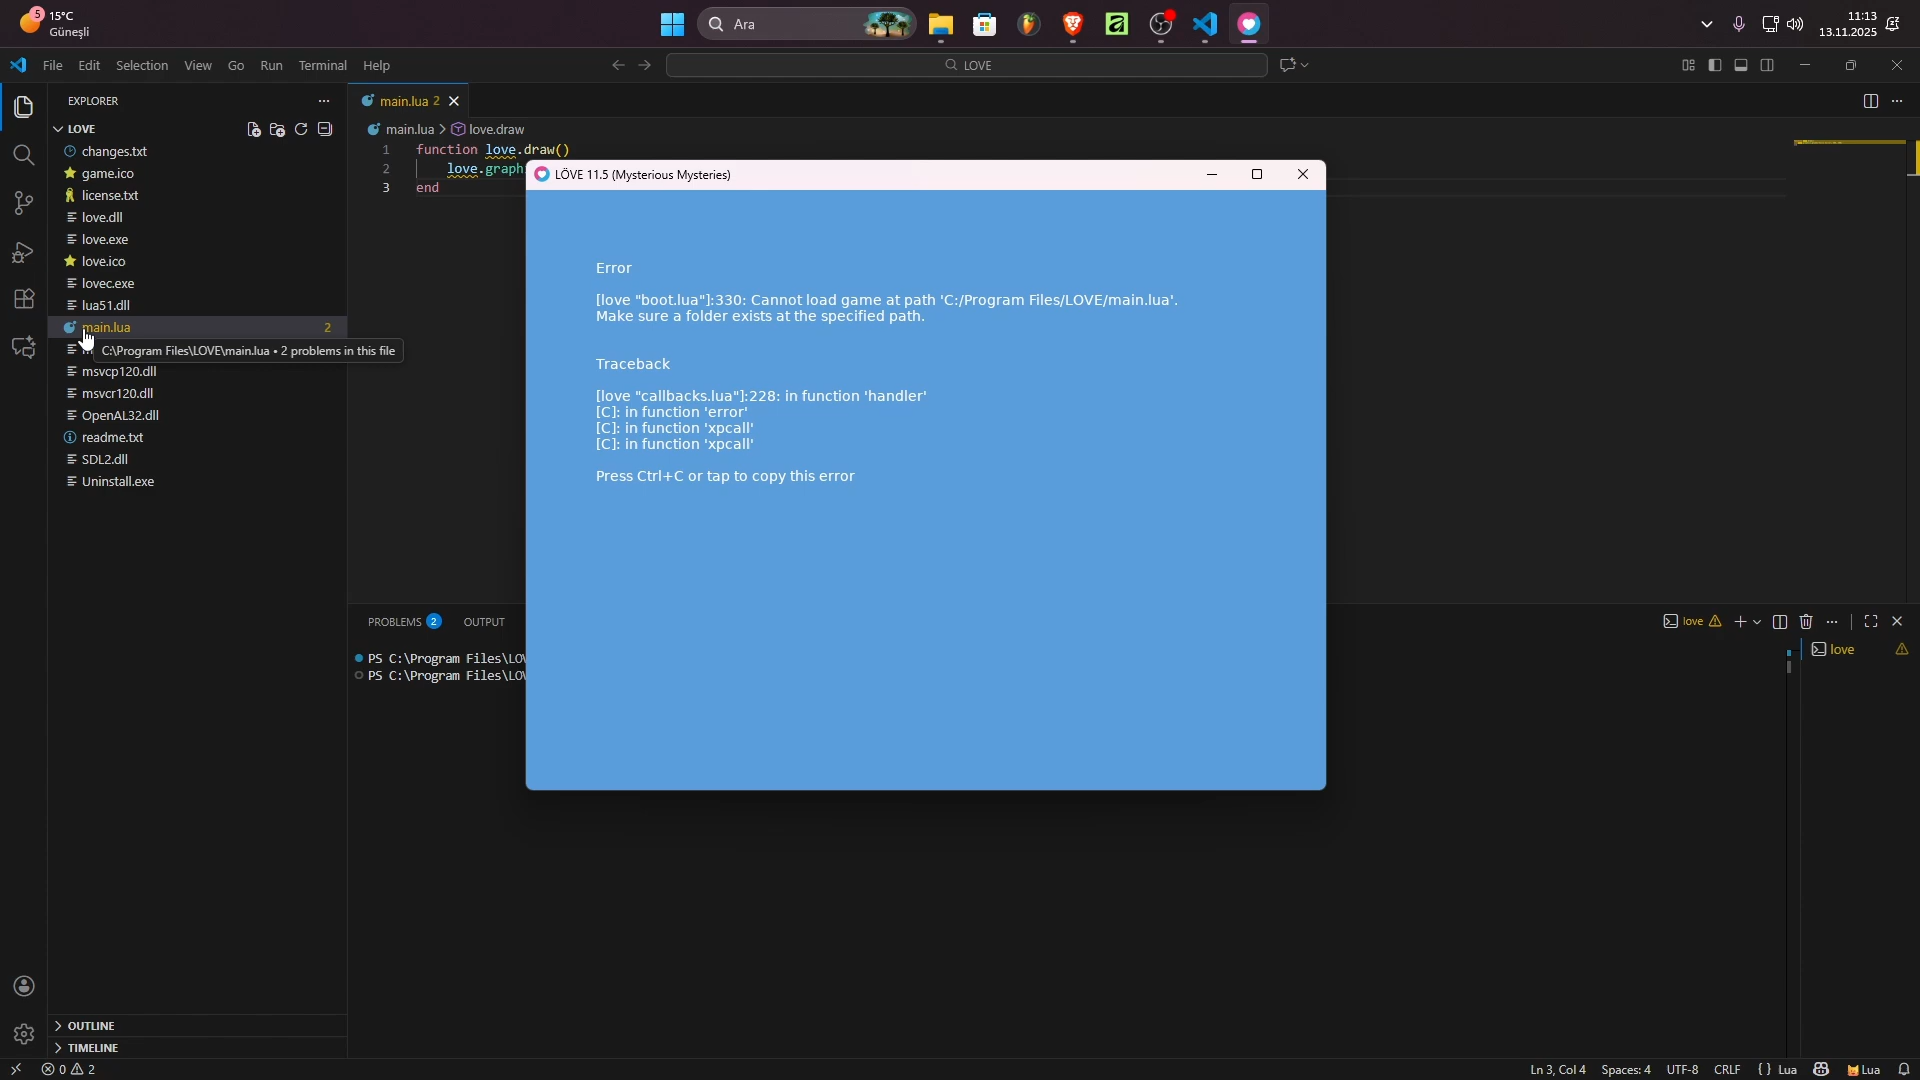 5
15°C
Güneşli
Ara
11:13
13.11.2025
File Edit Selection View Go Run Terminal Help
LOVE
EXPLORER
LOVE
changes.txt
game.ico
license.txt
love.dll
love.exe
love.ico
lovec.exe
lua51.dll
main.lua 2
C:\Program Files\LOVE\main.lua • 2 problems in this file
msvcp120.dll
msvcr120.dll
OpenAL32.dll
readme.txt
SDL2.dll
Uninstall.exe
OUTLINE
TIMELINE
main.lua 2
main.lua > love.draw
1 function love.draw()
2 love.graph
3 end
LÖVE 11.5 (Mysterious Mysteries)
Error
[love "boot.lua"]:330: Cannot load game at path 'C:/Program Files/LOVE/main.lua'.
Make sure a folder exists at the specified path.
Traceback
[love "callbacks.lua"]:228: in function 'handler'
[C]: in function 'error'
[C]: in function 'xpcall'
[C]: in function 'xpcall'
Press Ctrl+C or tap to copy this error
PROBLEMS 2 OUTPUT
love
PS C:\Program Files\LOV
PS C:\Program Files\LOV
love
0 2
Ln 3, Col 4 Spaces: 4 UTF-8 CRLF { } Lua Lua